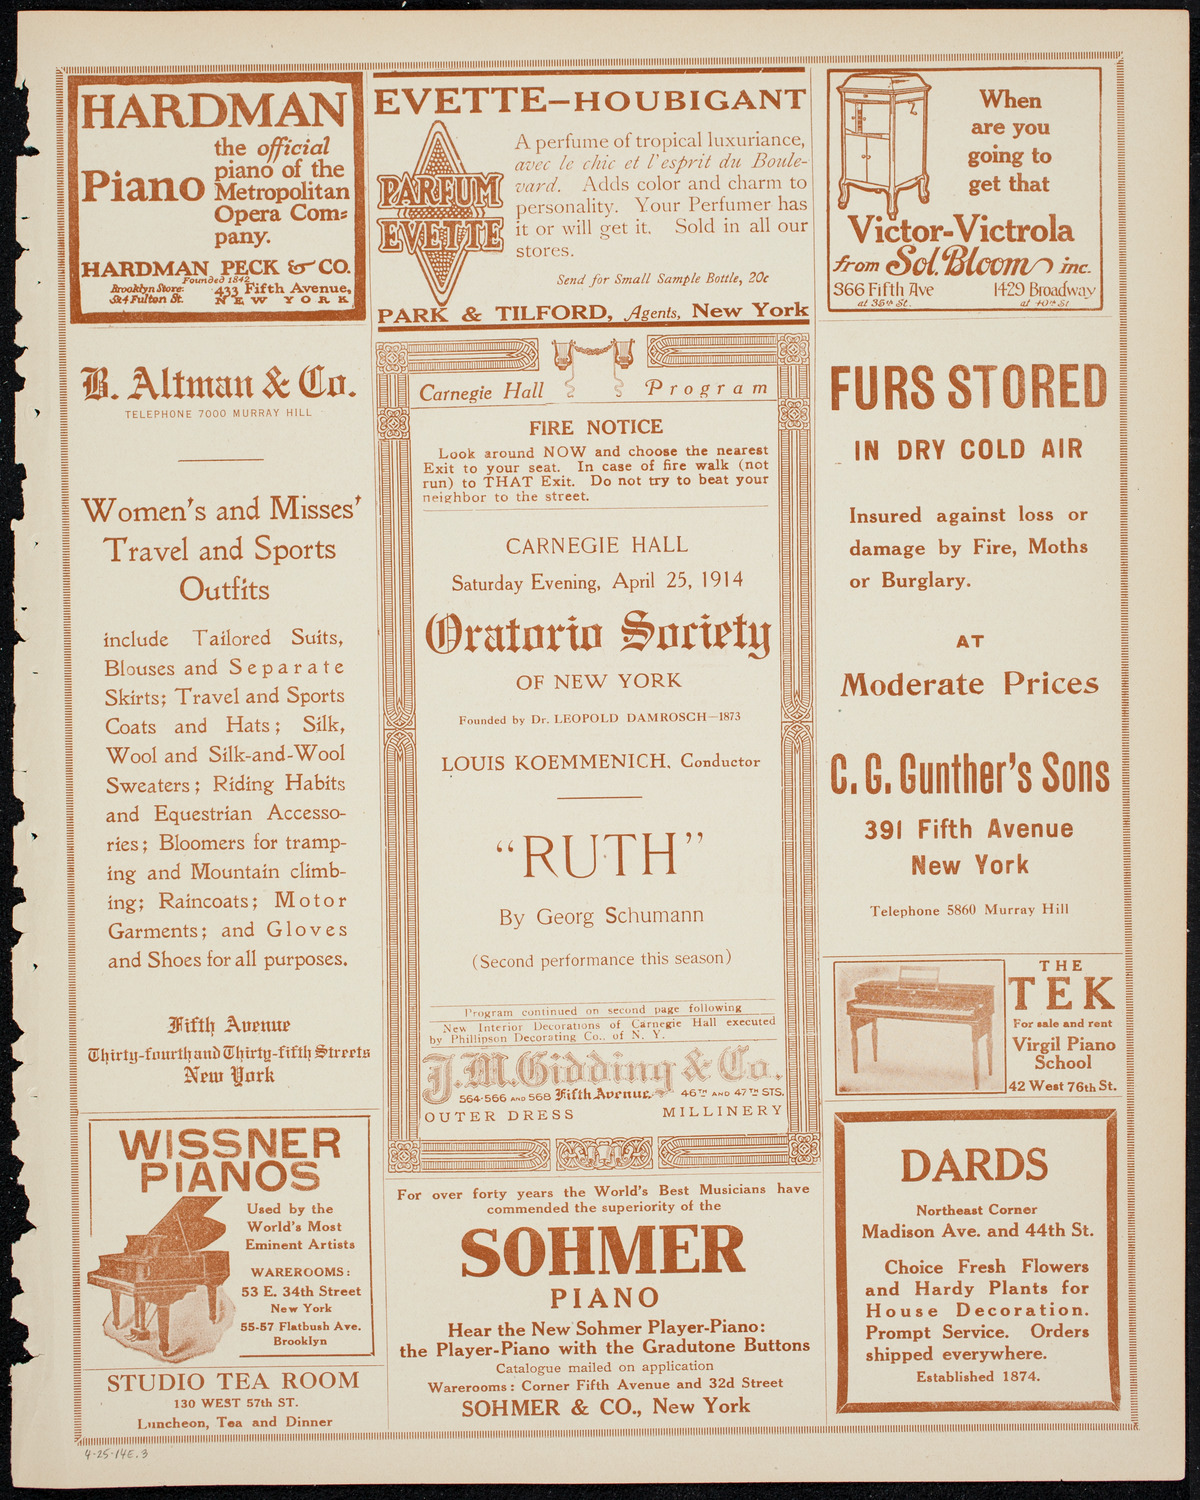 HARDMAN
Piano
the official
piano of the
Metropolitan
Opera Com=
pany.
HARDMAN PECK & CO.
Founded 1842
Brooklyn Store:
524 Fulton St.
433 Fifth Avenue,
NEW YORK
EVETTE—HOUBIGANT
PARFUM
EVETTE
A perfume of tropical luxuriance,
avec le chic et l'esprit du Boule-
vard. Adds color and charm to
personality. Your Perfumer has
it or will get it. Sold in all our
stores.
Send for Small Sample Bottle, 20c
PARK & TILFORD, Agents, New York
When
are you
going to
get that
Victor-Victrola
from Sol. Bloom inc.
366 Fifth Ave
at 35th St.
1429 Broadway
at 40th St
B. Altman & Co.
TELEPHONE 7000 MURRAY HILL
Women's and Misses'
Travel and Sports
Outfits
include Tailored Suits,
Blouses and Separate
Skirts; Travel and Sports
Coats and Hats; Silk,
Wool and Silk-and-Wool
Sweaters; Riding Habits
and Equestrian Accesso-
ries; Bloomers for tramp-
ing and Mountain climb-
ing; Raincoats; Motor
Garments; and Gloves
and Shoes for all purposes.
Fifth Avenue
Thirty-fourth and Thirty-fifth Streets
New York
WISSNER
PIANOS
Used by the
World's Most
Eminent Artists
WAREROOMS:
53 E. 34th Street
New York
55-57 Flatbush Ave.
Brooklyn
STUDIO TEA ROOM
130 WEST 57th ST.
Luncheon, Tea and Dinner
Carnegie Hall Program
FIRE NOTICE
Look around NOW and choose the nearest
Exit to your seat. In case of fire walk (not
run) to THAT Exit. Do not try to beat your
neighbor to the street.
CARNEGIE HALL
Saturday Evening, April 25, 1914
Oratorio Society
OF NEW YORK
Founded by Dr. LEOPOLD DAMROSCH—1873
LOUIS KOEMMENICH, Conductor
"RUTH"
By Georg Schumann
(Second performance this season)
Program continued on second page following
New Interior Decorations of Carnegie Hall executed
by Phillipson Decorating Co., of N. Y.
J. M. Gidding & Co.
564-566 AND 568 Fifth Avenue. 46TH AND 47TH STS.
OUTER DRESS MILLINERY
For over forty years the World's Best Musicians have
commended the superiority of the
SOHMER
PIANO
Hear the New Sohmer Player-Piano:
the Player-Piano with the Gradutone Buttons
Catalogue mailed on application
Warerooms: Corner Fifth Avenue and 32d Street
SOHMER & CO., New York
FURS STORED
IN DRY COLD AIR
Insured against loss or
damage by Fire, Moths
or Burglary.
AT
Moderate Prices
C. G. Gunther's Sons
391 Fifth Avenue
New York
Telephone 5860 Murray Hill
THE
TEK
For sale and rent
Virgil Piano
School
42 West 76th St.
DARDS
Northeast Corner
Madison Ave. and 44th St.
Choice Fresh Flowers
and Hardy Plants for
House Decoration.
Prompt Service. Orders
shipped everywhere.
Established 1874.
4-25-14E.3